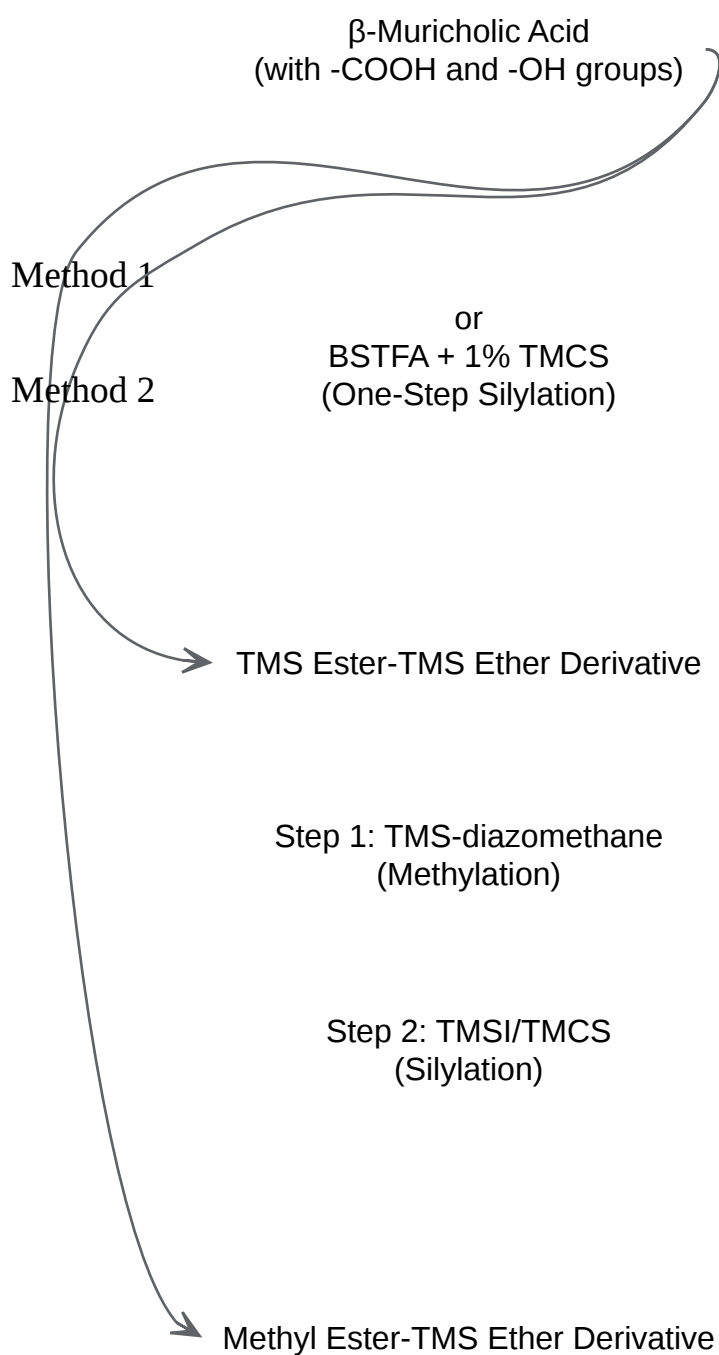 β-Muricholic Acid
(with -COOH and -OH groups)
Method 1
or
BSTFA + 1% TMCS
(One-Step Silylation)
Method 2
TMS Ester-TMS Ether Derivative
Step 1: TMS-diazomethane
(Methylation)
Step 2: TMSI/TMCS
(Silylation)
Methyl Ester-TMS Ether Derivative